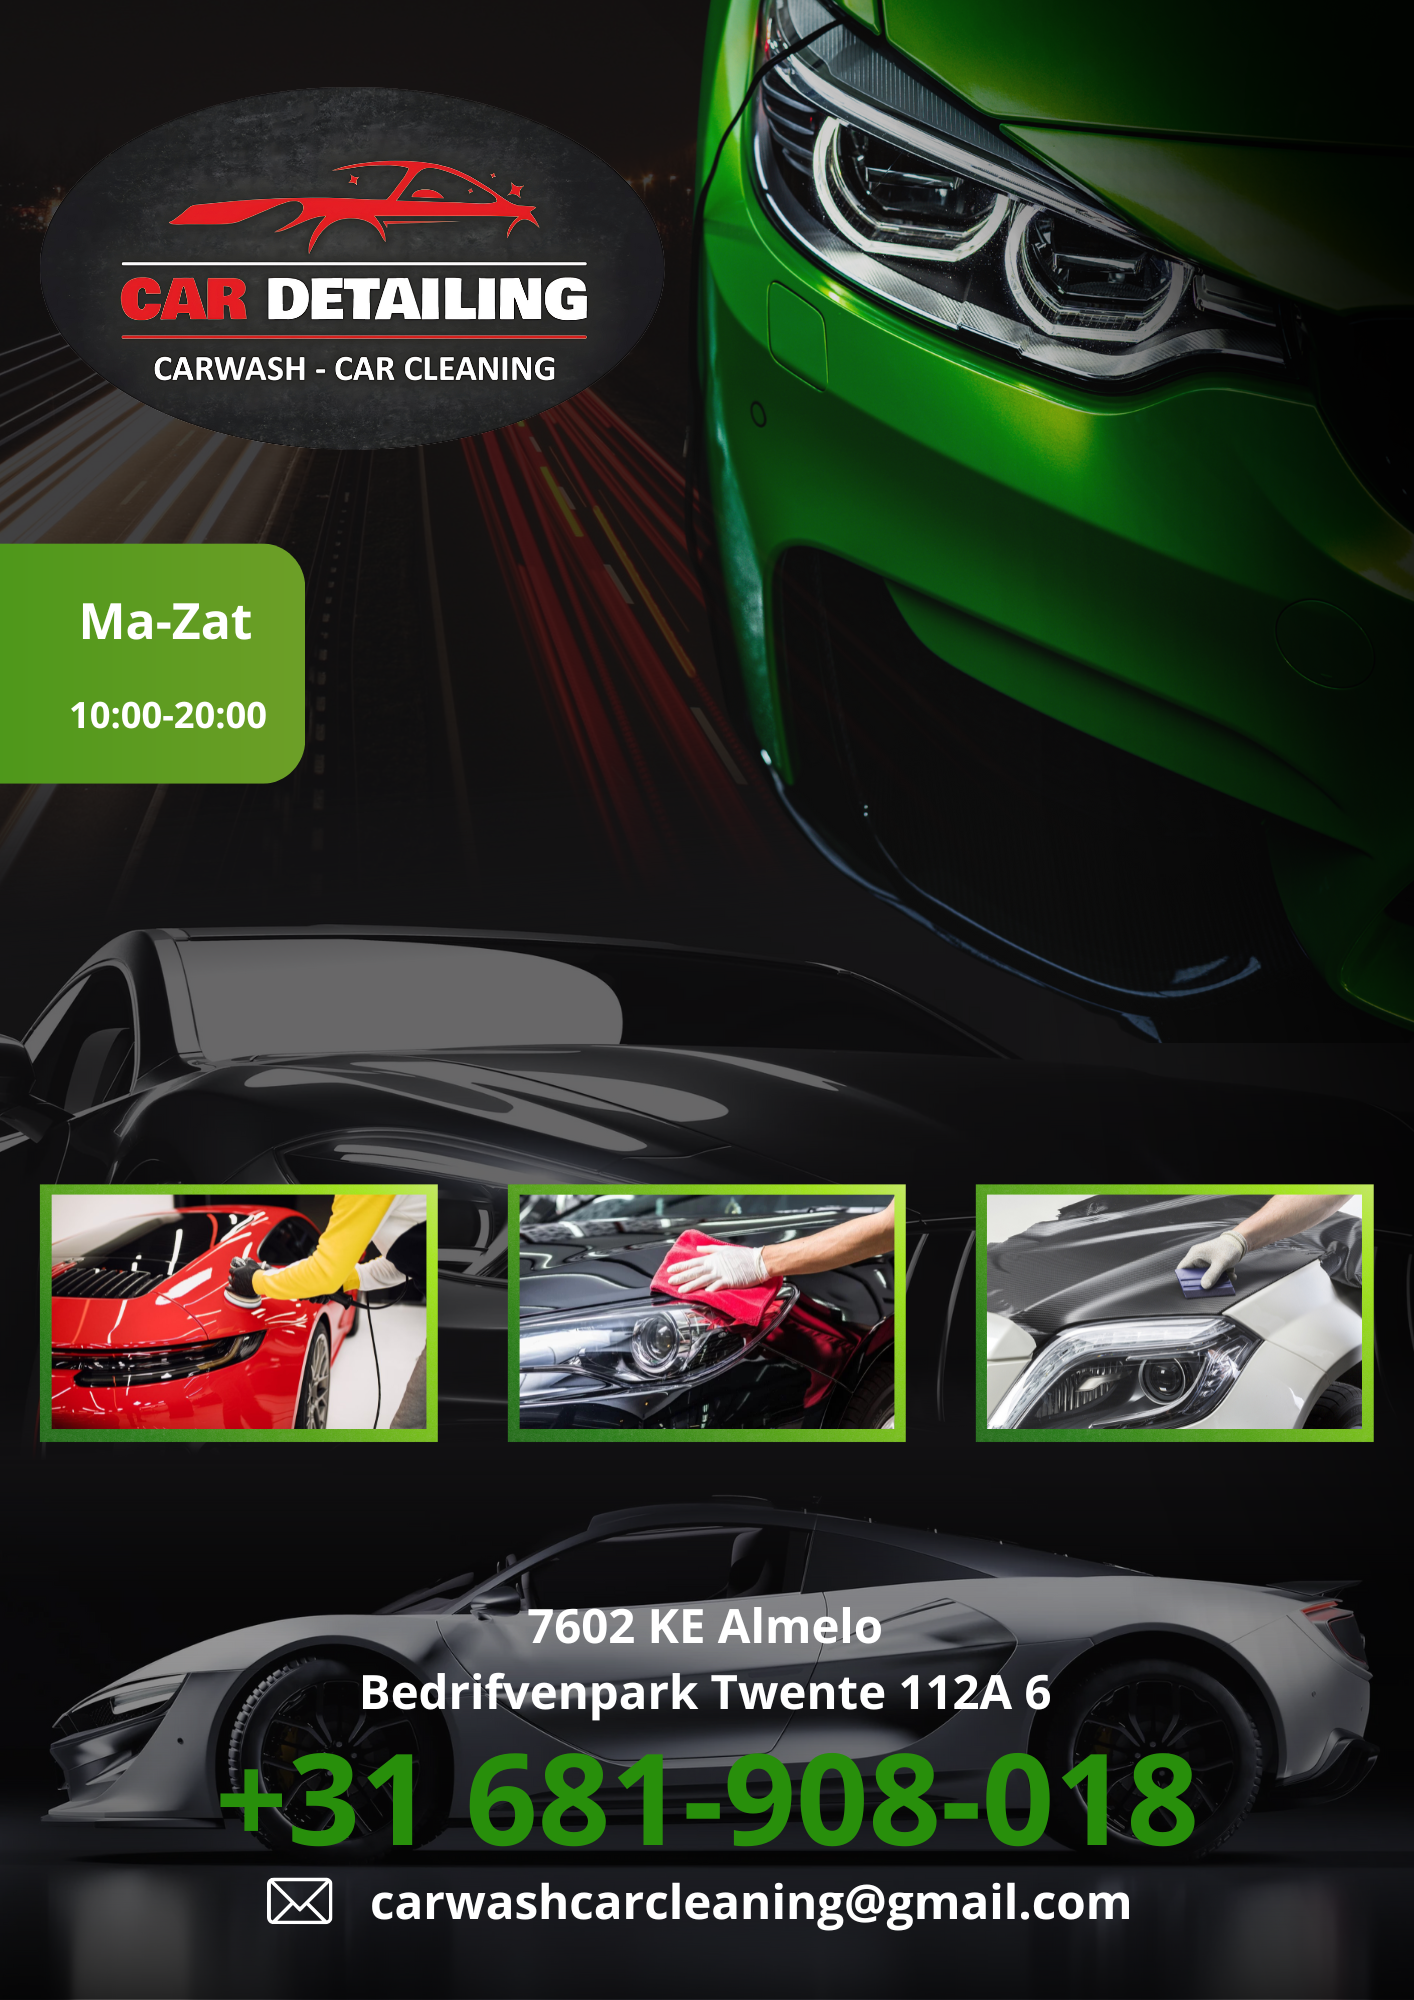 CAR DETAILING
CARWASH - CAR CLEANING
Ma-Zat
10:00-20:00
7602 KE Almelo
Bedrifvenpark Twente 112A 6
+31 681-908-018
carwashcarcleaning@gmail.com